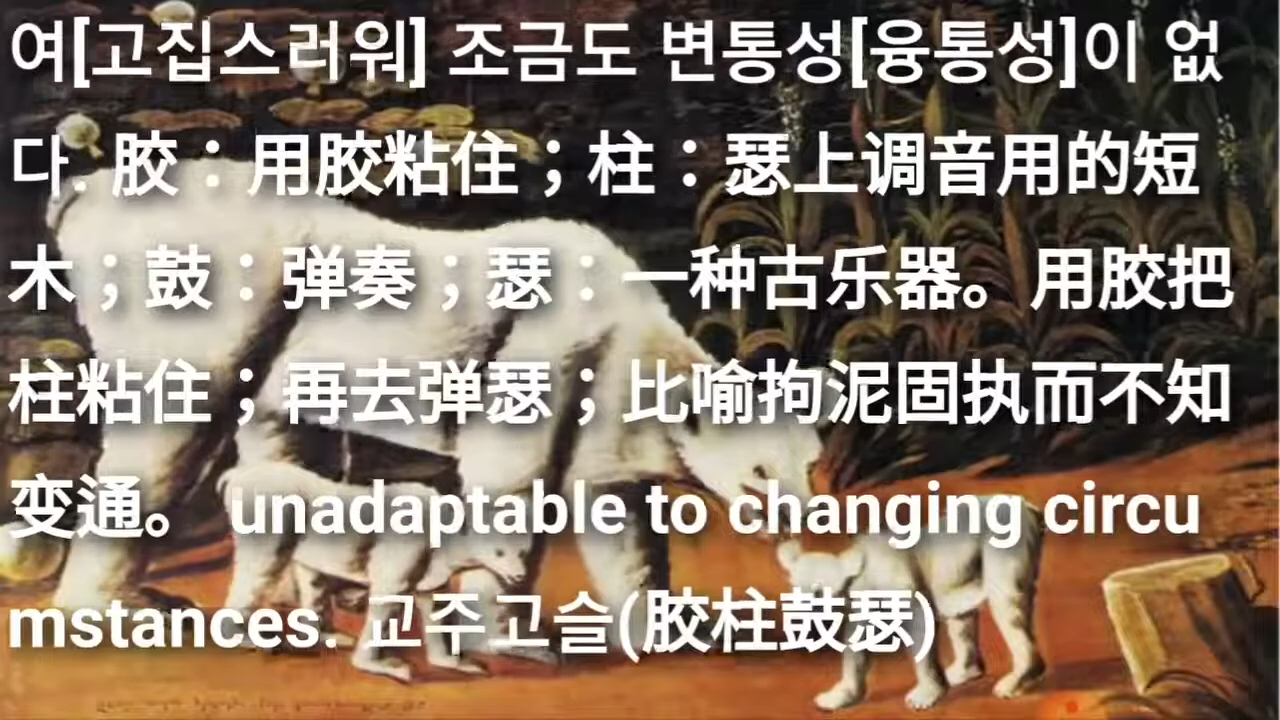 여[고집스러워] 조금도 변통성[융통성]이 없
다. 胶：用胶粘住；柱：瑟上调音用的短
木；鼓：弹奏；瑟：一种古乐器。用胶把
柱粘住；再去弹瑟；比喻拘泥固执而不知
变通。 unadaptable to changing circu
mstances. 교주고슬(胶柱鼓瑟)